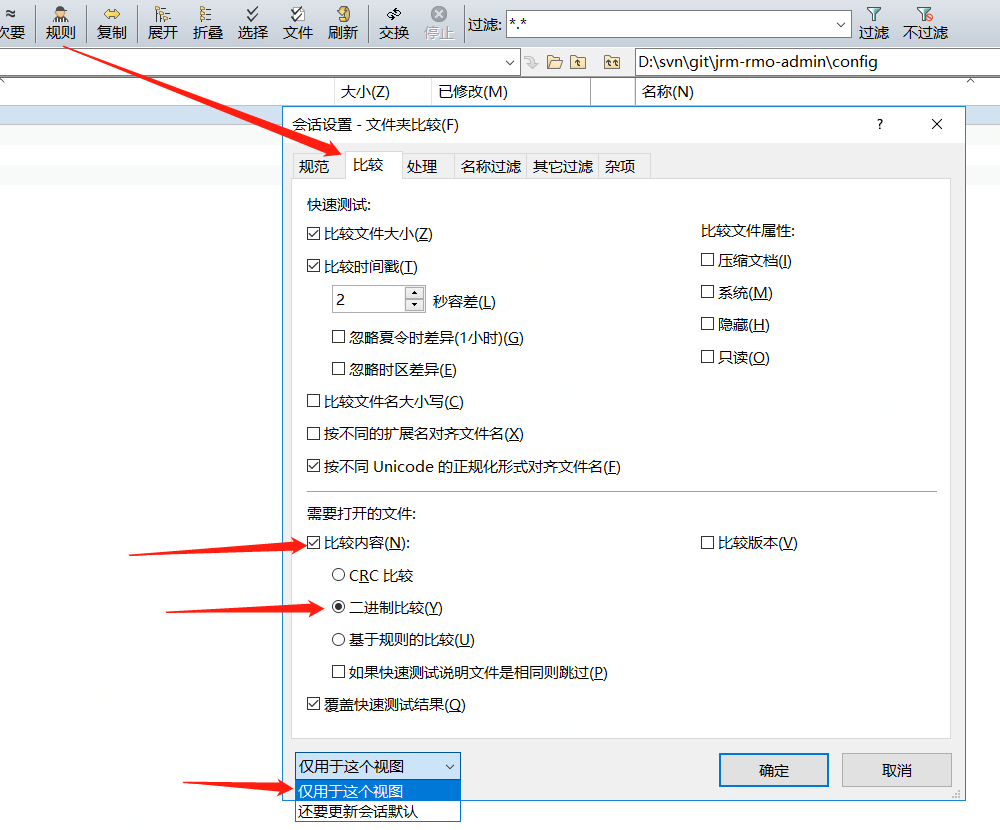 次要 规则 复制 展开 折叠 选择 文件 刷新 交换 停止 过滤: *.* 过滤 不过滤
D:\svn\git\jrm-rmo-admin\config
大小(Z) 已修改(M) 名称(N)
会话设置 - 文件夹比较(F) ?
规范 比较 处理 名称过滤 其它过滤 杂项
快速测试:
比较文件大小(Z)
比较时间戳(T)
2 秒容差(L)
忽略夏令时差异(1小时)(G)
忽略时区差异(E)
比较文件名大小写(C)
按不同的扩展名对齐文件名(X)
按不同 Unicode 的正规化形式对齐文件名(F)
比较文件属性:
压缩文档(I)
系统(M)
隐藏(H)
只读(O)
需要打开的文件:
比较内容(N):
比较版本(V)
CRC 比较
二进制比较(Y)
基于规则的比较(U)
如果快速测试说明文件是相同则跳过(P)
覆盖快速测试结果(Q)
仅用于这个视图
仅用于这个视图
还要更新会话默认
确定 取消